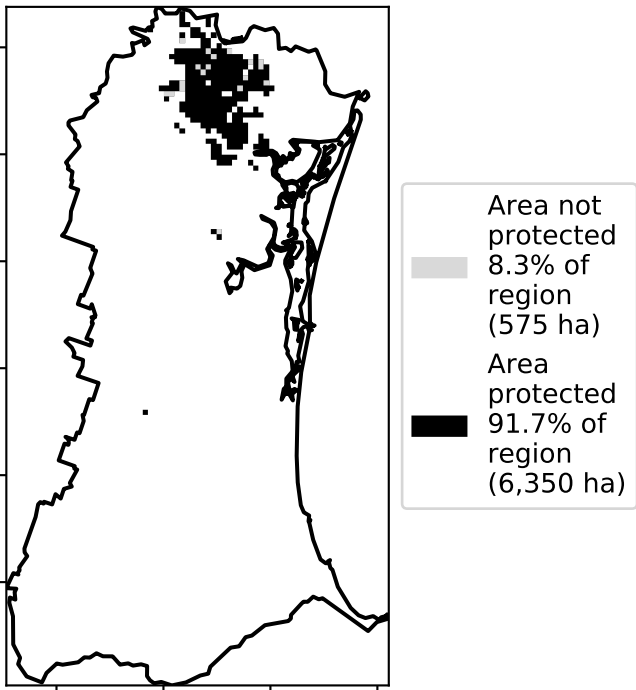 Area not
protected
8.3% of
region
(575 ha)
Area
protected
91.7% of
region
(6,350 ha)